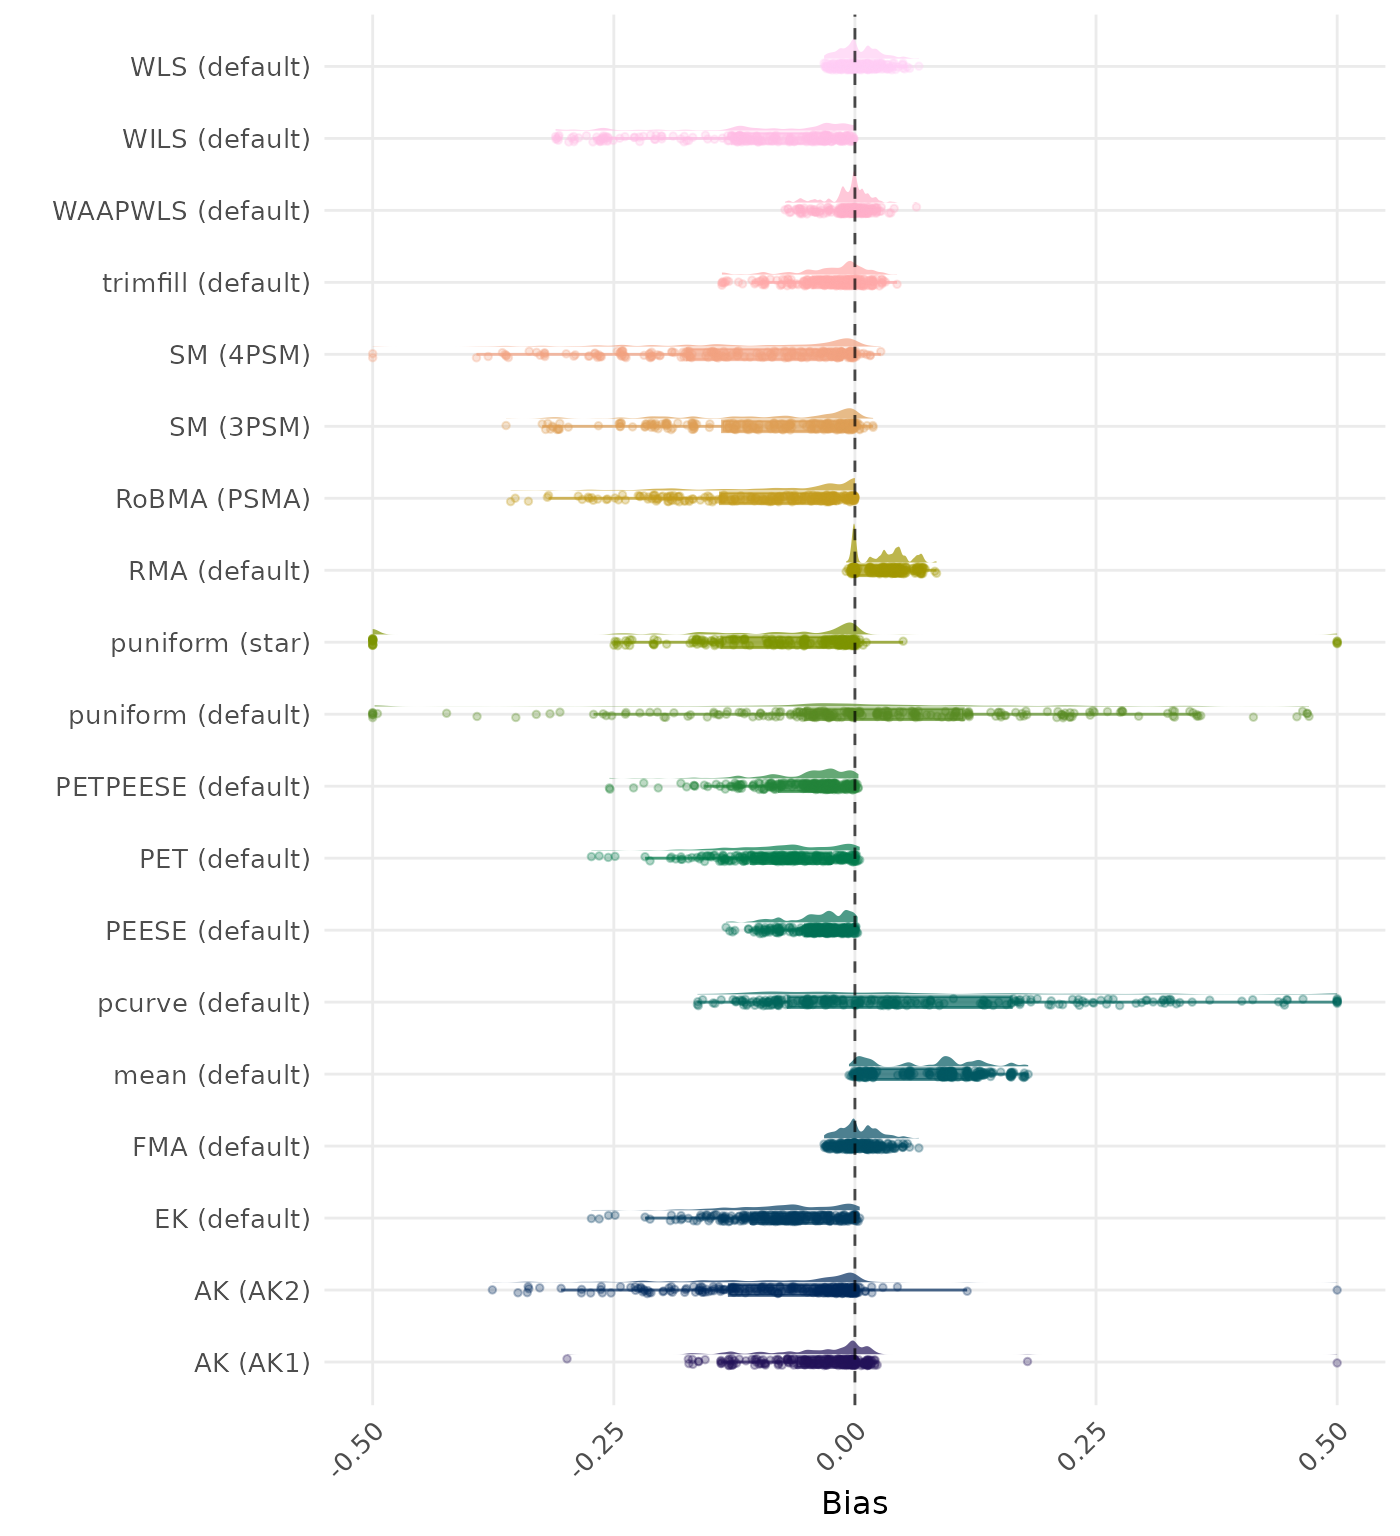 WLS (default)
WILS (default)
WAAPWLS (default)
trimfill (default)
SM (4PSM)
SM (3PSM)
RoBMA (PSMA)
RMA (default)
puniform (star)
puniform (default)
PETPEESE (default)
PET (default)
PEESE (default)
pcurve (default)
mean (default)
FMA (default)
EK (default)
AK (AK2)
AK (AK1)
-0.50
-0.25
0.00
0.25
0.50
Bias